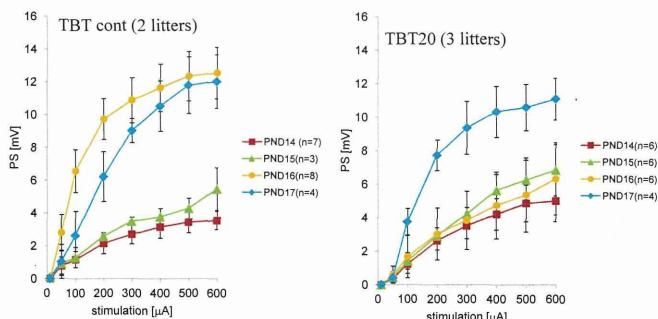 TBT cont (2 litters)
16
14
12
10
8
6
4
2
0
PS [mV]
0 100 200 300 400 500 600
stimulation [µA]
PND14 (n=7)
PND15(n=3)
PND16(n=8)
PND17(n=4)
TBT20 (3 litters)
16
14
12
10
8
6
4
2
0
PS [mV]
0 100 200 300 400 500 600
stimulation [µA]
PND14(n=6)
PND15(n=6)
PND16(n=6)
PND17(n=4)